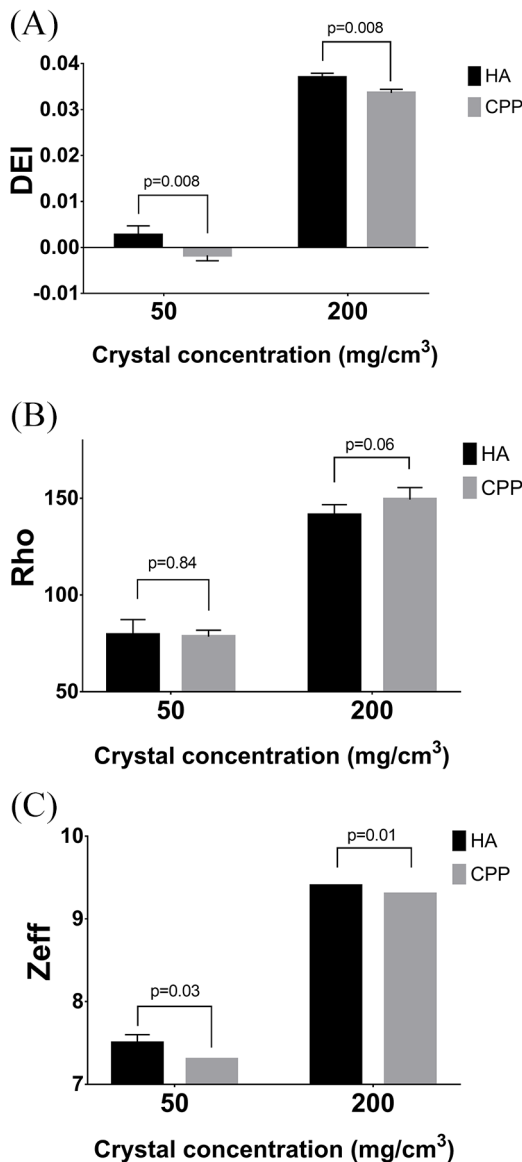 (A)
p=0.008
0.04
HA
CPP
0.03
DEI
0.02
p=0.008
0.01
0.00
-0.01
50
200
Crystal concentration (mg/cm³)
(B)
p=0.06
HA
CPP
150
Rho
p=0.84
100
50
50
200
Crystal concentration (mg/cm³)
(C)
10
p=0.01
HA
CPP
9
Zeff
8
p=0.03
7
50
200
Crystal concentration (mg/cm³)